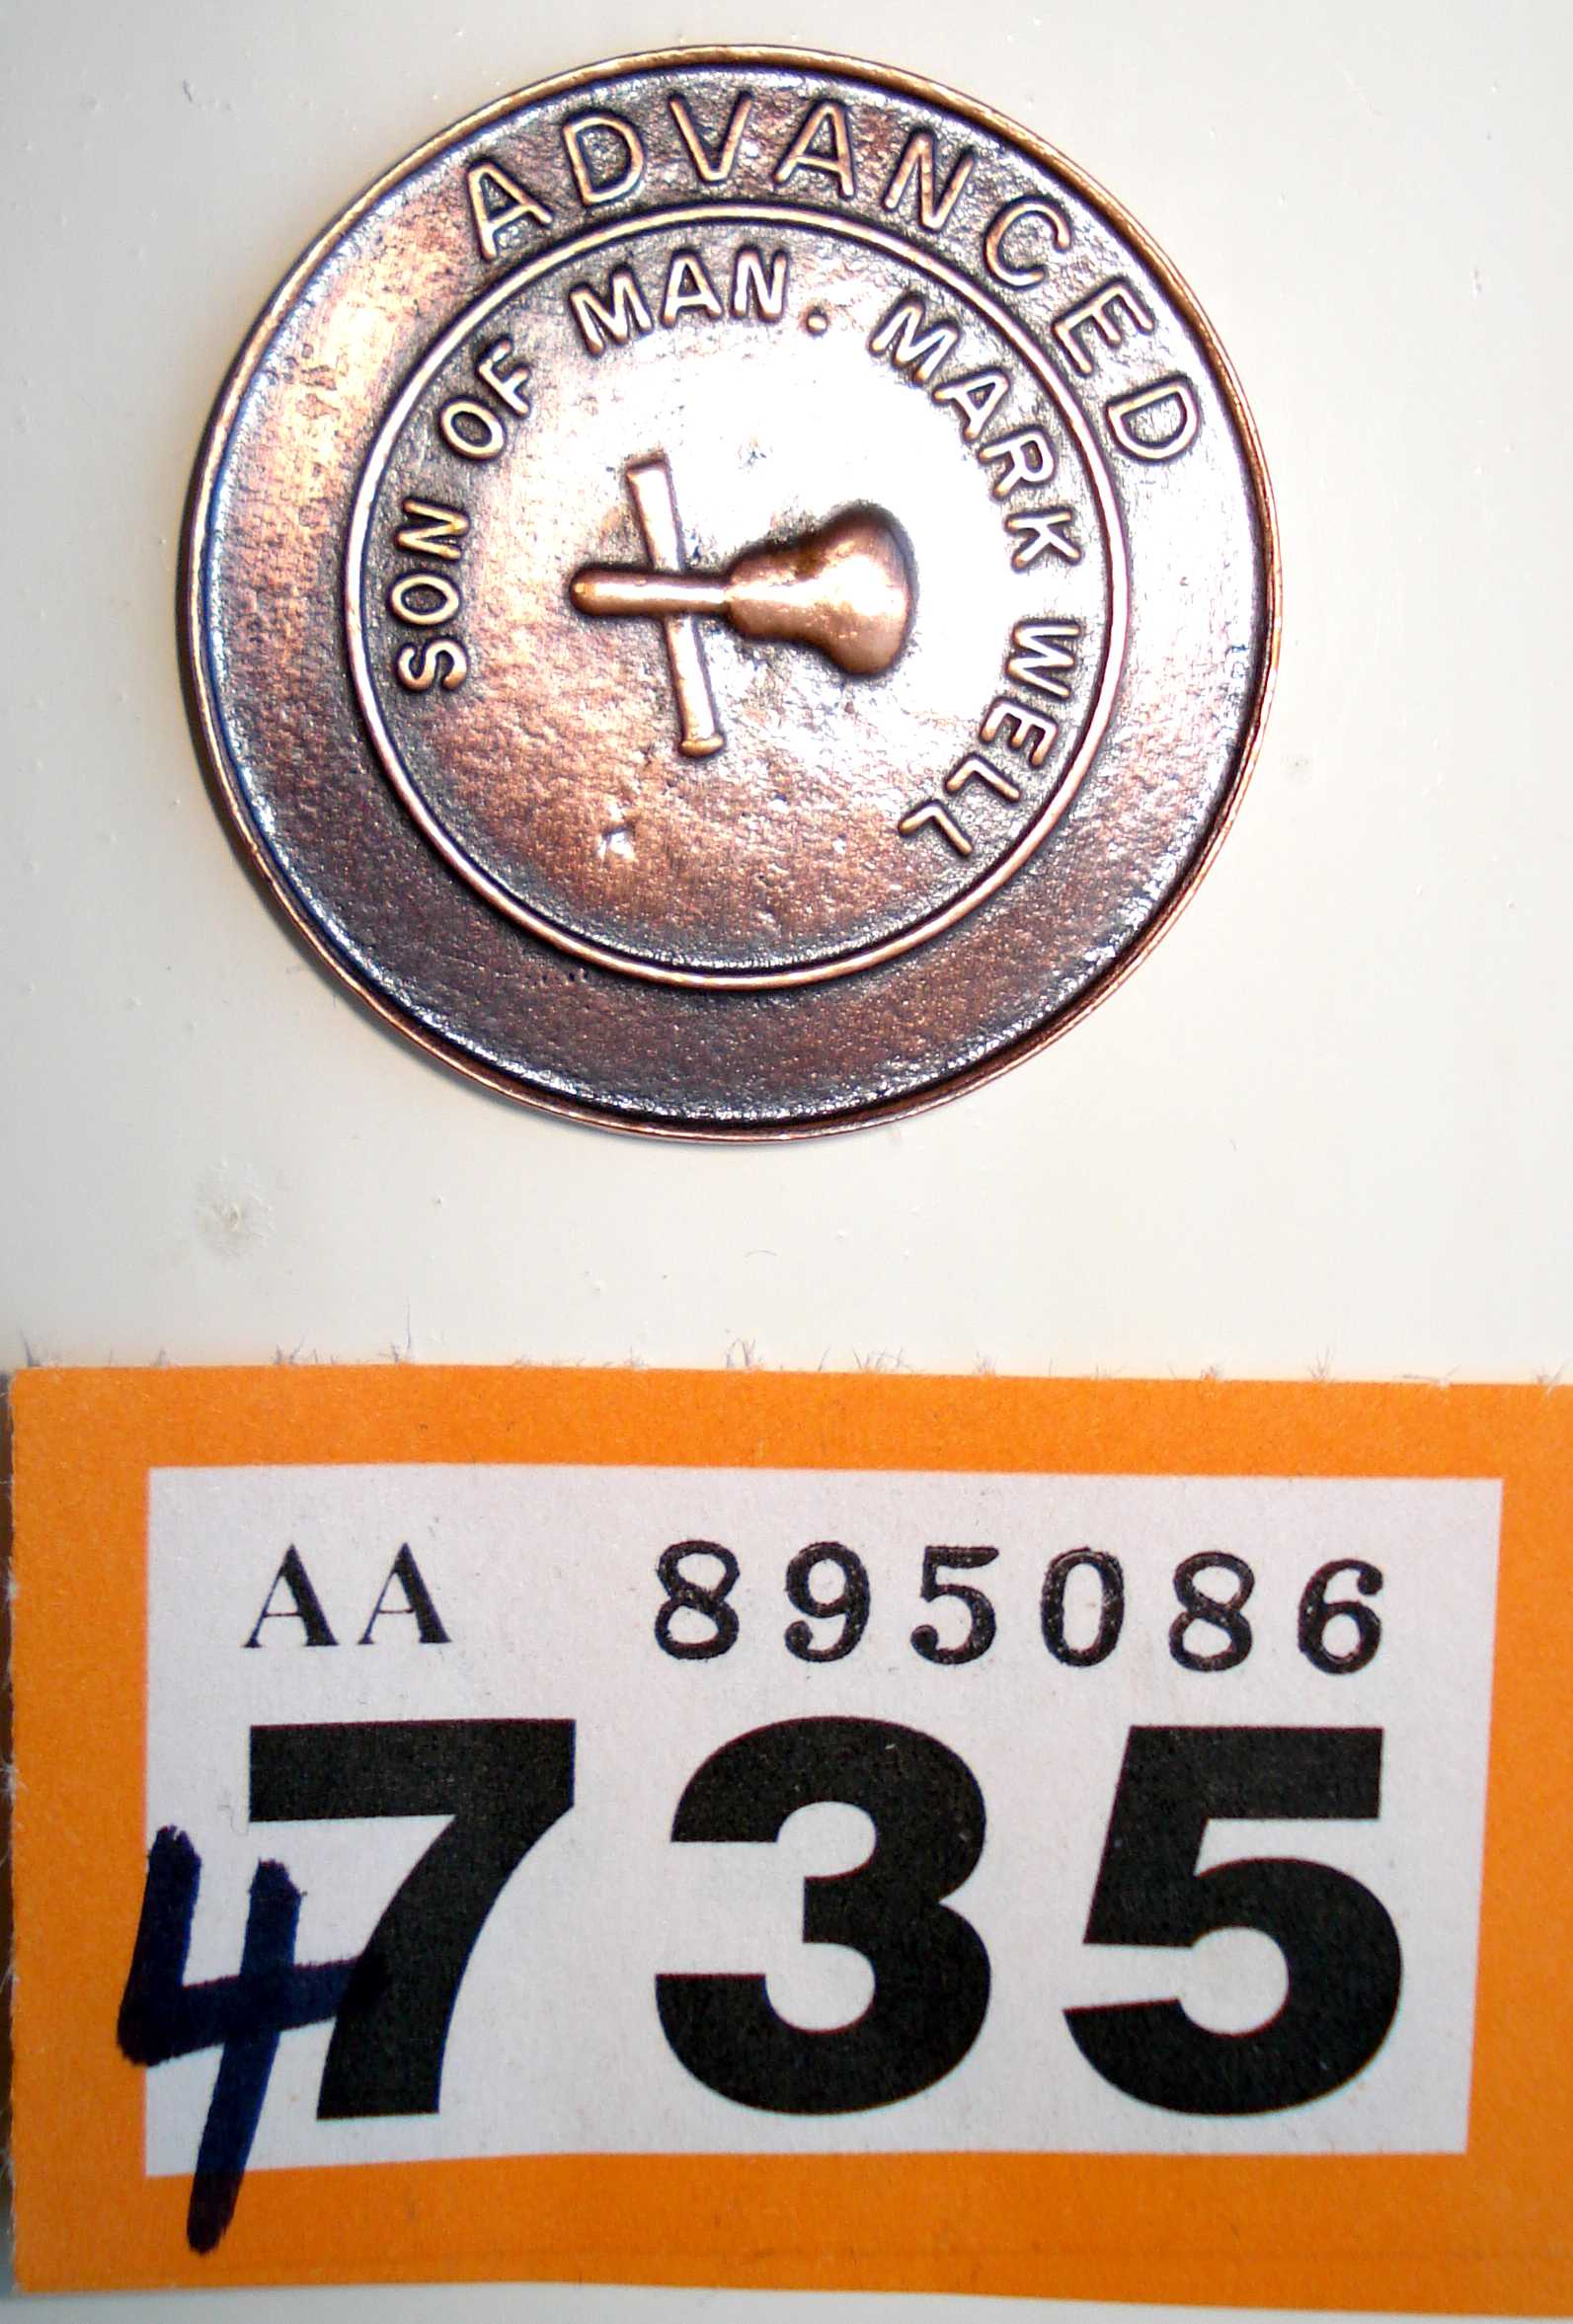 ADVANCED
SON OF MAN. MARK WELL
AA 895086
4735